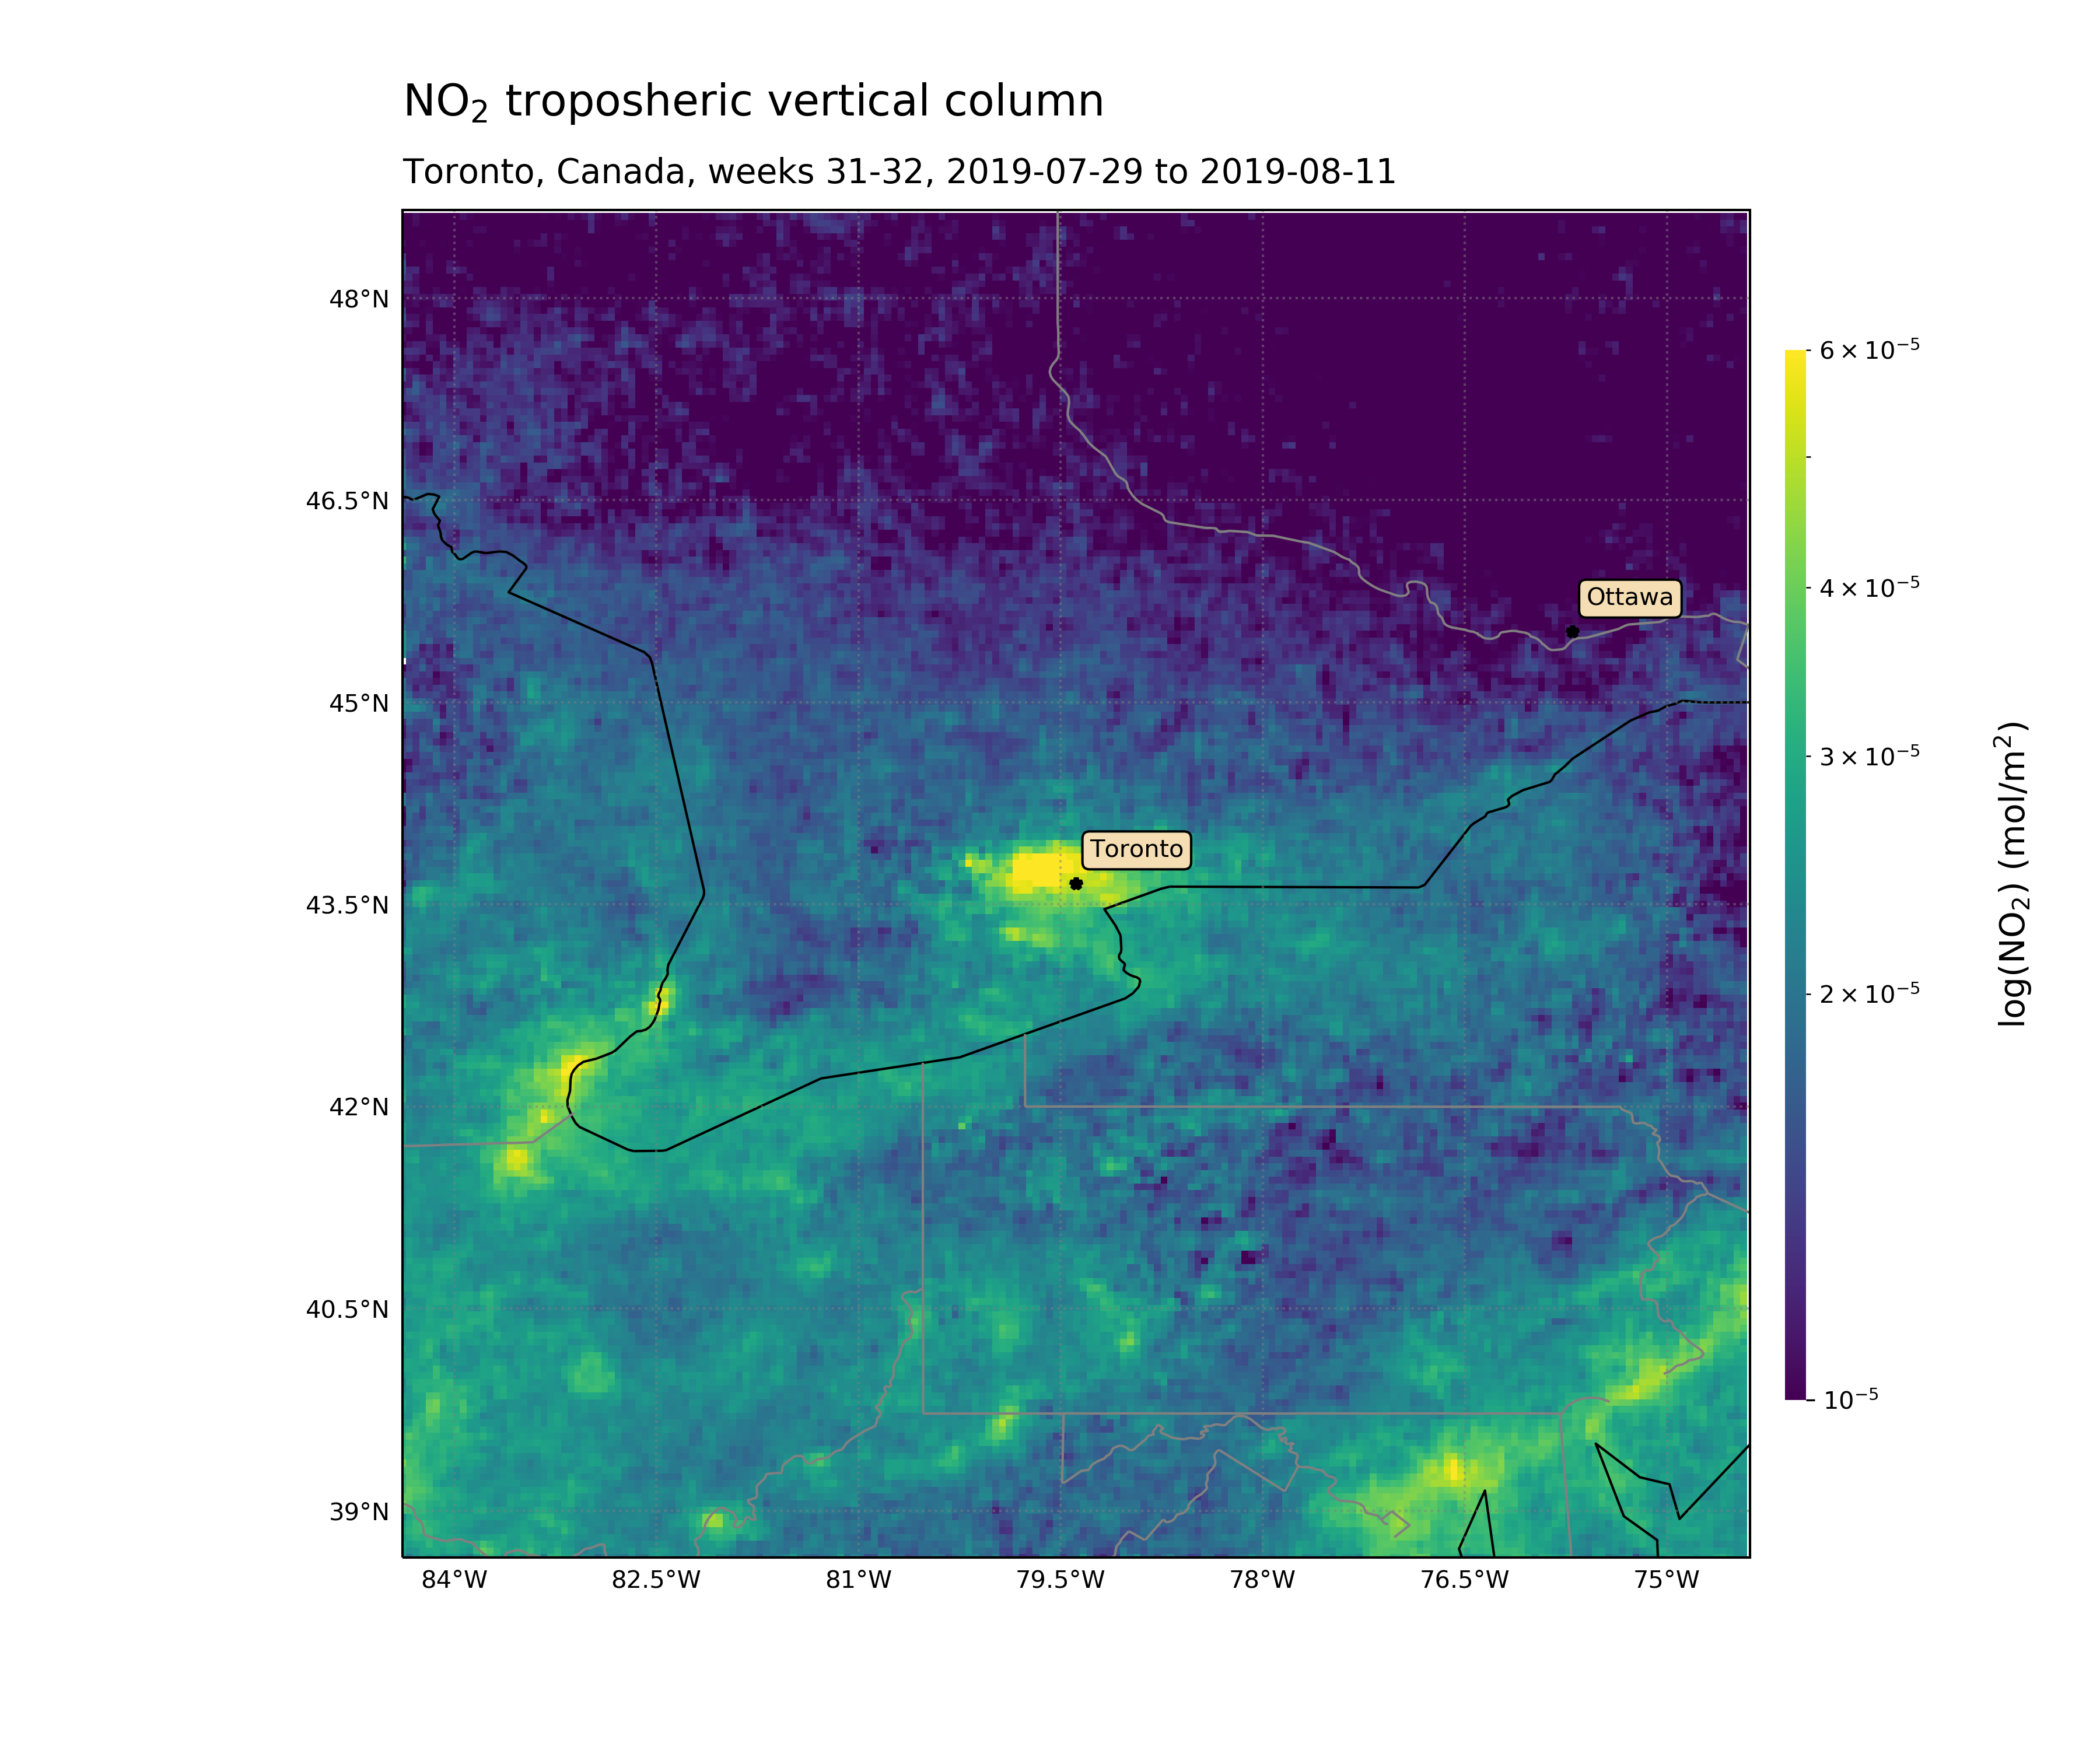 NO₂ troposheric vertical column
Toronto, Canada, weeks 31-32, 2019-07-29 to 2019-08-11
48°N
46.5°N
45°N
43.5°N
42°N
40.5°N
39°N
84°W 82.5°W 81°W 79.5°W 78°W 76.5°W 75°W
Ottawa
Toronto
6 × 10⁻⁵
4 × 10⁻⁵
3 × 10⁻⁵
2 × 10⁻⁵
10⁻⁵
log(NO₂) (mol/m²)